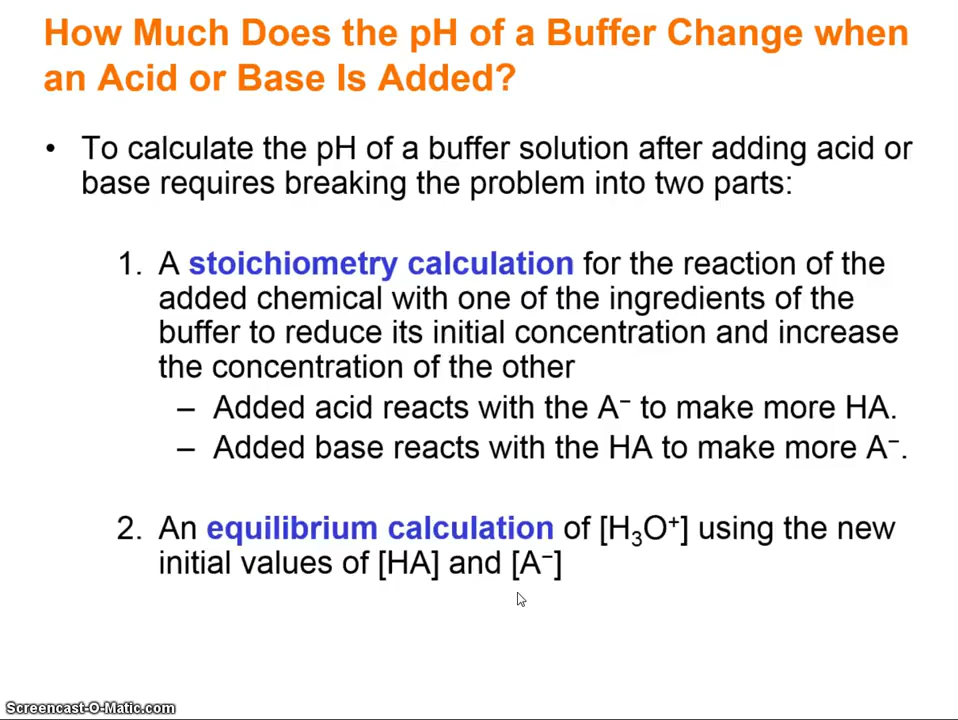 How Much Does the pH of a Buffer Change when
an Acid or Base Is Added?
• To calculate the pH of a buffer solution after adding acid or
base requires breaking the problem into two parts:
1. A stoichiometry calculation for the reaction of the
added chemical with one of the ingredients of the
buffer to reduce its initial concentration and increase
the concentration of the other
– Added acid reacts with the A⁻ to make more HA.
– Added base reacts with the HA to make more A⁻.
2. An equilibrium calculation of [H₃O⁺] using the new
initial values of [HA] and [A⁻]
Screencast-O-Matic.com